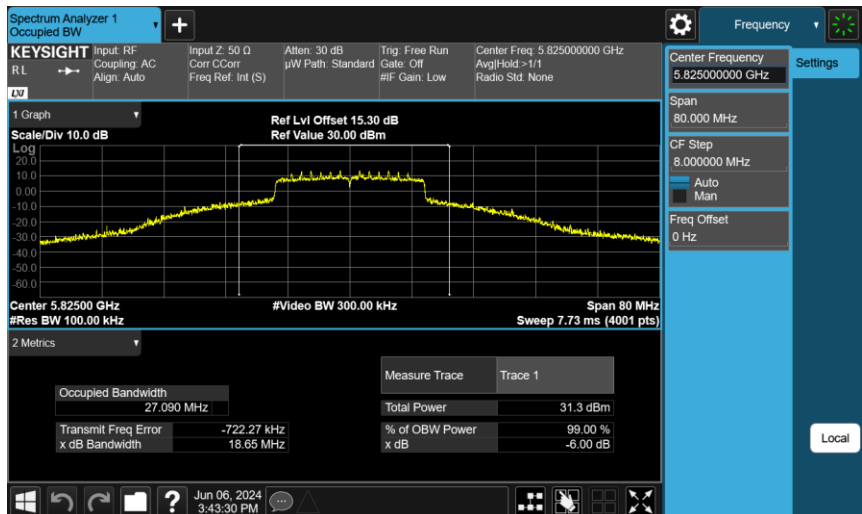 Spectrum Analyzer 1
Occupied BW
+
Frequency
KEYSIGHT
RL
LXI
Input: RF
Coupling: AC
Align: Auto
Input Z: 50 Ω
Corr CCorr
Freq Ref: Int (S)
Atten: 30 dB
µW Path: Standard
Trig: Free Run
Gate: Off
#IF Gain: Low
Center Freq: 5.825000000 GHz
Avg|Hold:>1/1
Radio Std: None
Center Frequency
5.825000000 GHz
Settings
Span
80.000 MHz
CF Step
8.000000 MHz
Auto
Man
Freq Offset
0 Hz
Local
1 Graph
Scale/Div 10.0 dB
Ref Lvl Offset 15.30 dB
Ref Value 30.00 dBm
Log
20.0
10.0
0.00
-10.0
-20.0
-30.0
-40.0
-50.0
-60.0
Center 5.82500 GHz
#Res BW 100.00 kHz
#Video BW 300.00 kHz
Span 80 MHz
Sweep 7.73 ms (4001 pts)
2 Metrics
Measure Trace Trace 1
Occupied Bandwidth
27.090 MHz
Total Power 31.3 dBm
Transmit Freq Error -722.27 kHz
% of OBW Power 99.00 %
x dB Bandwidth 18.65 MHz
x dB -6.00 dB
?
Jun 06, 2024
3:43:30 PM